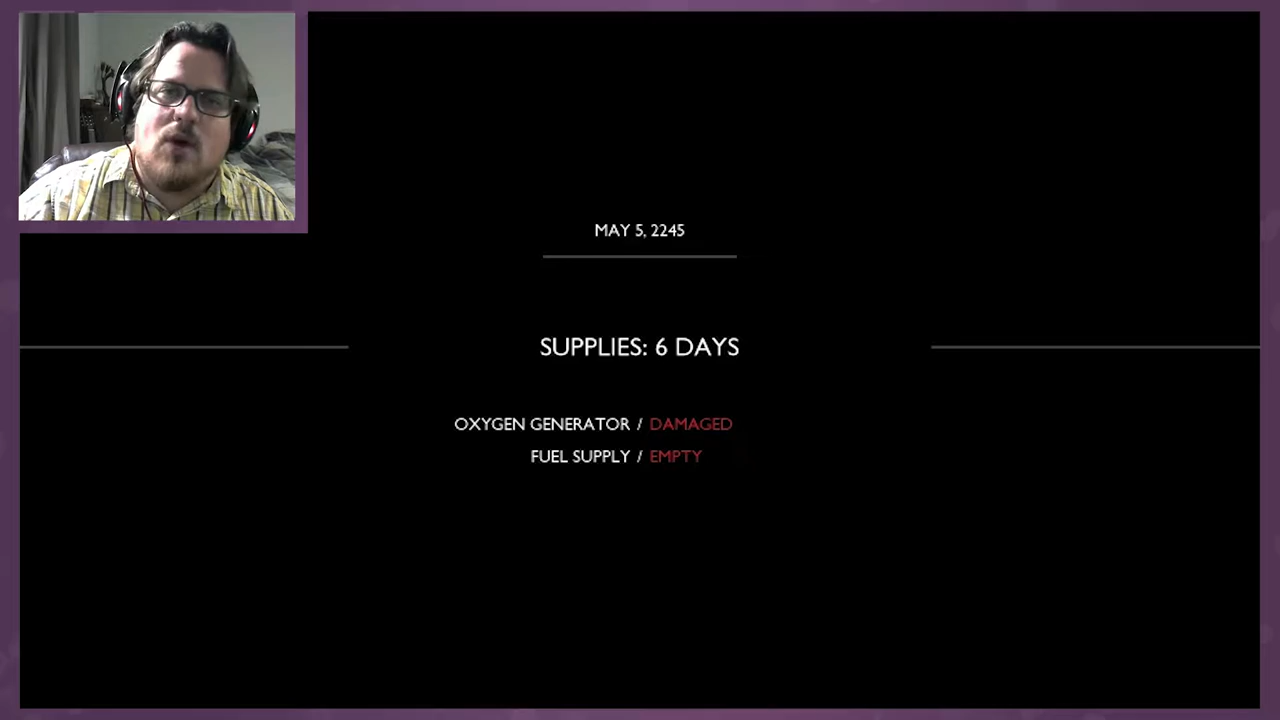 MAY 5, 2245
SUPPLIES: 6 DAYS
OXYGEN GENERATOR / DAMAGED
FUEL SUPPLY / EMPTY